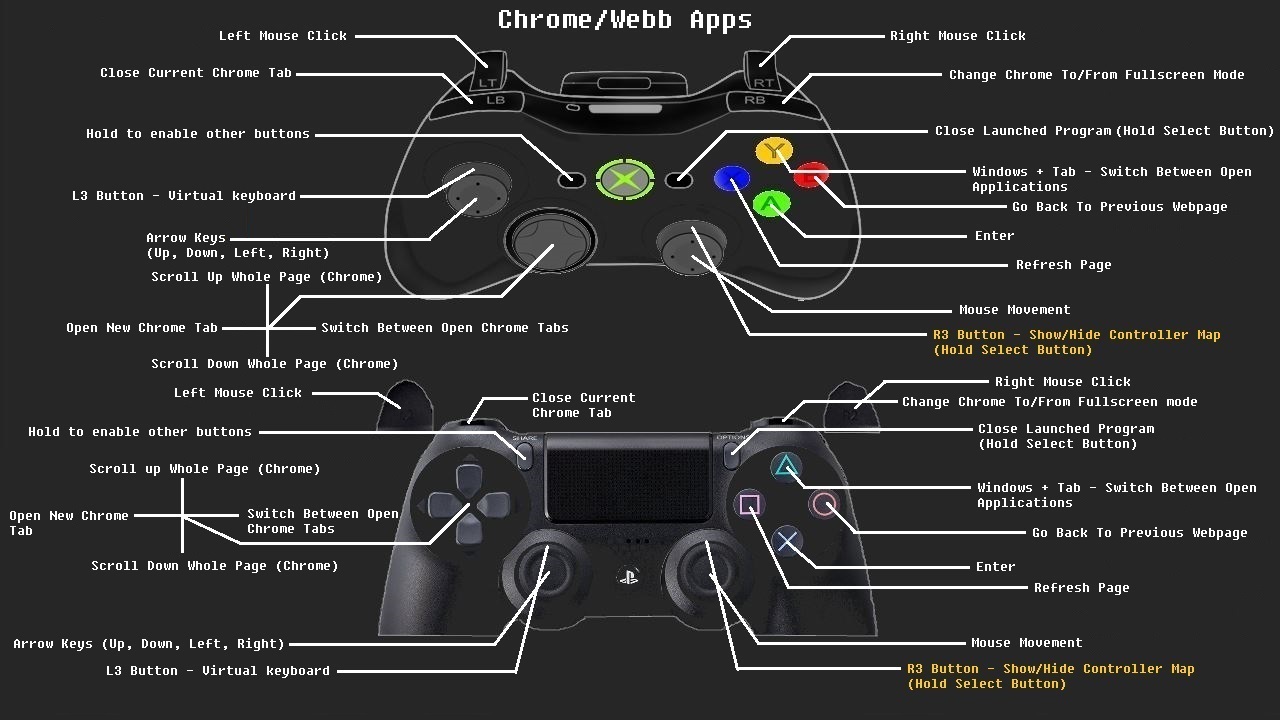 Chrome/Webb Apps
Left Mouse Click
Right Mouse Click
Close Current Chrome Tab
Change Chrome To/From Fullscreen Mode
LT
RT
LB
RB
Hold to enable other buttons
Close Launched Program (Hold Select Button)
Y
Windows + Tab - Switch Between Open
Applications
L3 Button - Virtual keyboard
A
Go Back To Previous Webpage
Arrow Keys
(Up, Down, Left, Right)
Enter
Refresh Page
Scroll Up Whole Page (Chrome)
Mouse Movement
Open New Chrome Tab
Switch Between Open Chrome Tabs
R3 Button - Show/Hide Controller Map
(Hold Select Button)
Scroll Down Whole Page (Chrome)
Left Mouse Click
Right Mouse Click
Close Current
Chrome Tab
Change Chrome To/From Fullscreen mode
Hold to enable other buttons
SHARE
OPTIONS
Close Launched Program
(Hold Select Button)
Scroll up Whole Page (Chrome)
Windows + Tab - Switch Between Open
Applications
Open New Chrome
Tab
Switch Between Open
Chrome Tabs
Go Back To Previous Webpage
Scroll Down Whole Page (Chrome)
Enter
Refresh Page
Arrow Keys (Up, Down, Left, Right)
Mouse Movement
L3 Button - Virtual keyboard
R3 Button - Show/Hide Controller Map
(Hold Select Button)